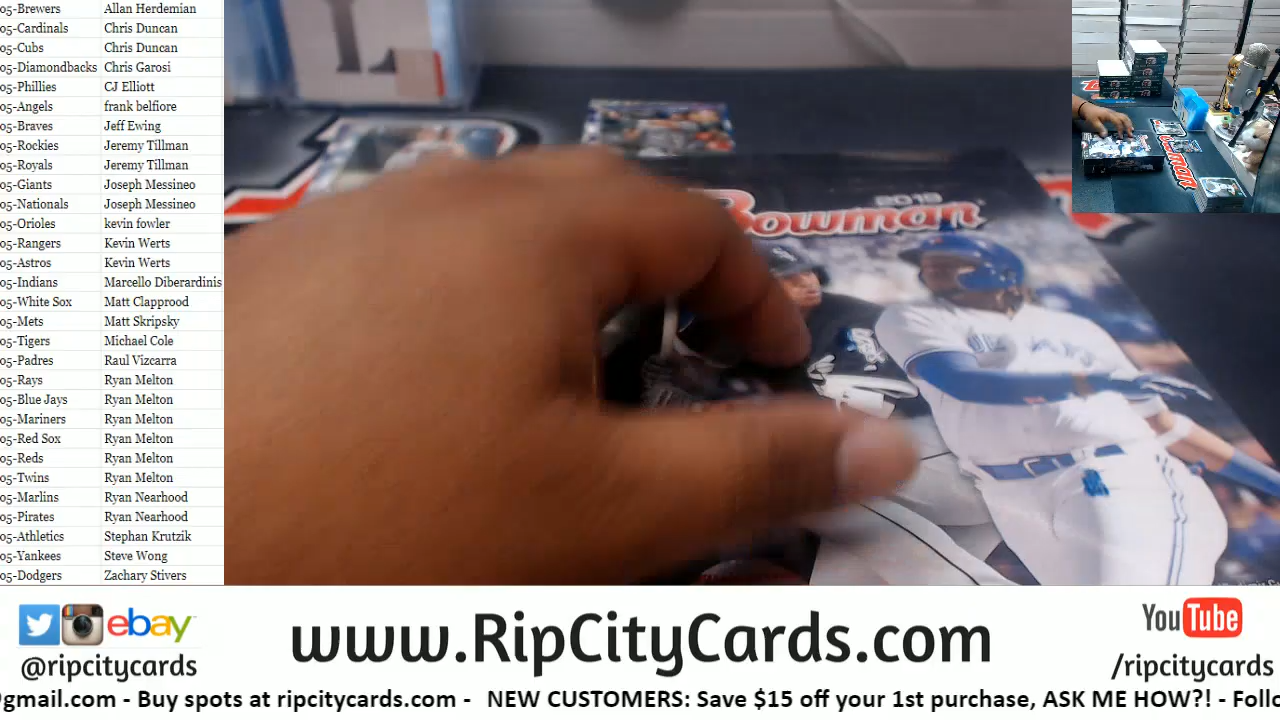 05-Brewers Allan Herdemian
05-Cardinals Chris Duncan
05-Cubs Chris Duncan
05-Diamondbacks Chris Garosi
05-Phillies CJ Elliott
05-Angels frank belfiore
05-Braves Jeff Ewing
05-Rockies Jeremy Tillman
05-Royals Jeremy Tillman
05-Giants Joseph Messineo
05-Nationals Joseph Messineo
05-Orioles kevin fowler
05-Rangers Kevin Werts
05-Astros Kevin Werts
05-Indians Marcello Diberardinis
05-White Sox Matt Clapprood
05-Mets Matt Skripsky
05-Tigers Michael Cole
05-Padres Raul Vizcarra
05-Rays Ryan Melton
05-Blue Jays Ryan Melton
05-Mariners Ryan Melton
05-Red Sox Ryan Melton
05-Reds Ryan Melton
05-Twins Ryan Melton
05-Marlins Ryan Nearhood
05-Pirates Ryan Nearhood
05-Athletics Stephan Krutzik
05-Yankees Steve Wong
05-Dodgers Zachary Stivers
Bowman
ebay
@ripcitycards
www.RipCityCards.com
YouTube
/ripcitycards
@gmail.com - Buy spots at ripcitycards.com - NEW CUSTOMERS: Save $15 off your 1st purchase, ASK ME HOW?! - Follo